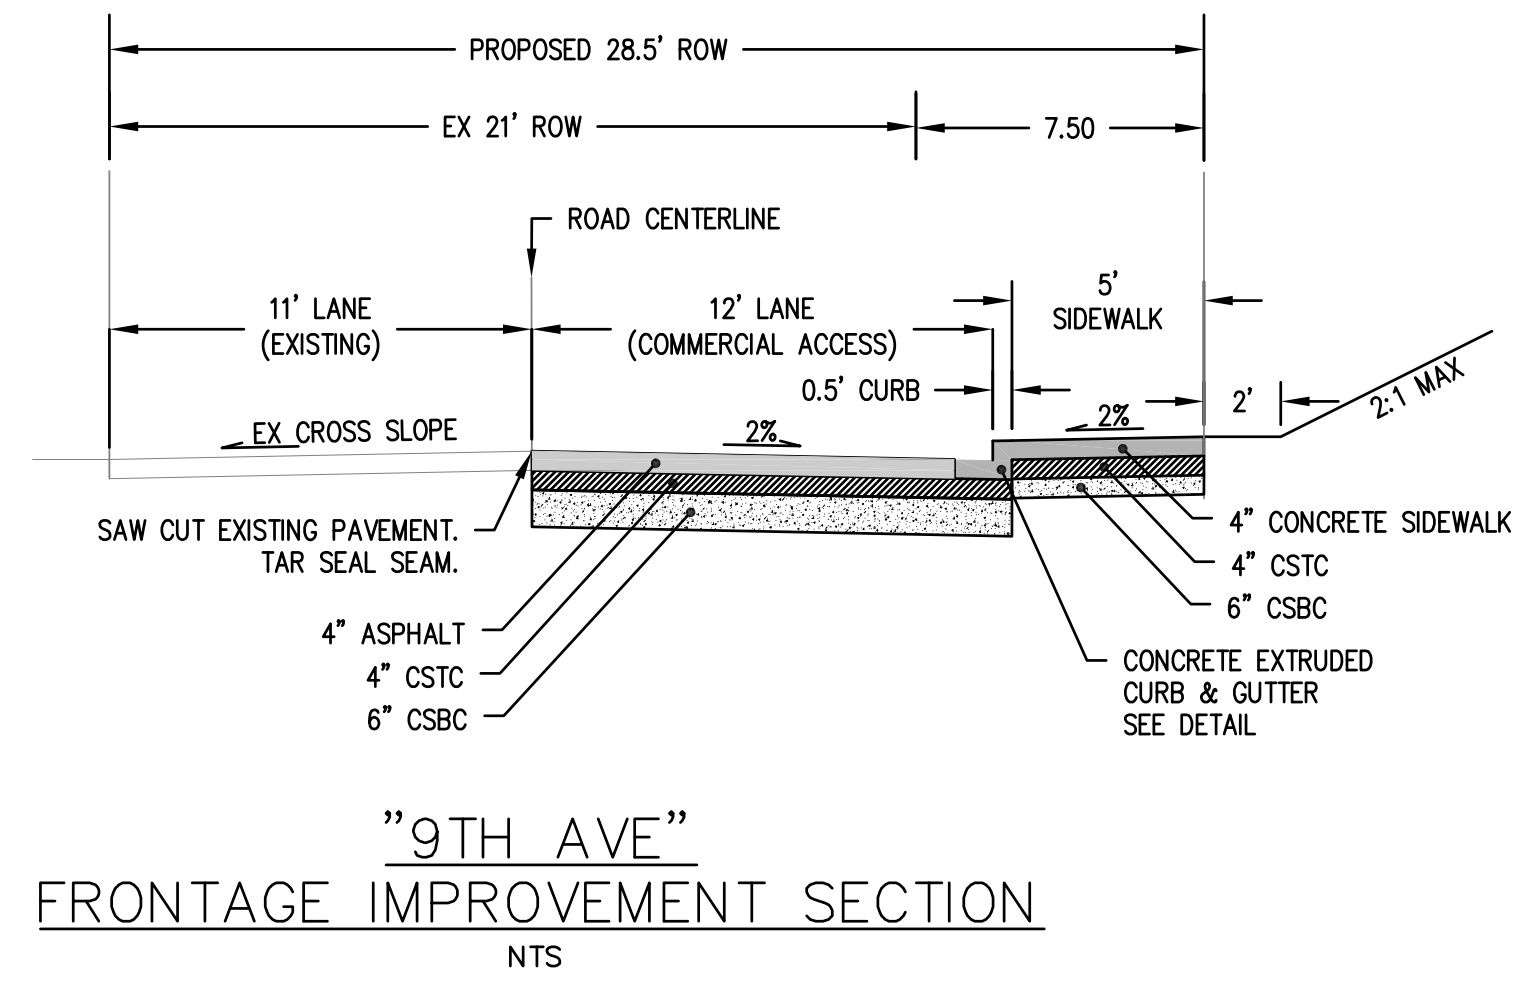 PROPOSED 28.5' ROW
EX 21' ROW
7.50
ROAD CENTERLINE
11' LANE
(EXISTING)
12' LANE
(COMMERCIAL ACCESS)
5'
SIDEWALK
0.5' CURB
2'
2:1 MAX
EX CROSS SLOPE
2%
2%
SAW CUT EXISTING PAVEMENT.
TAR SEAL SEAM.
4" ASPHALT
4" CSTC
6" CSBC
4" CONCRETE SIDEWALK
4" CSTC
6" CSBC
CONCRETE EXTRUDED
CURB & GUTTER
SEE DETAIL
"9TH AVE"
FRONTAGE IMPROVEMENT SECTION
NTS